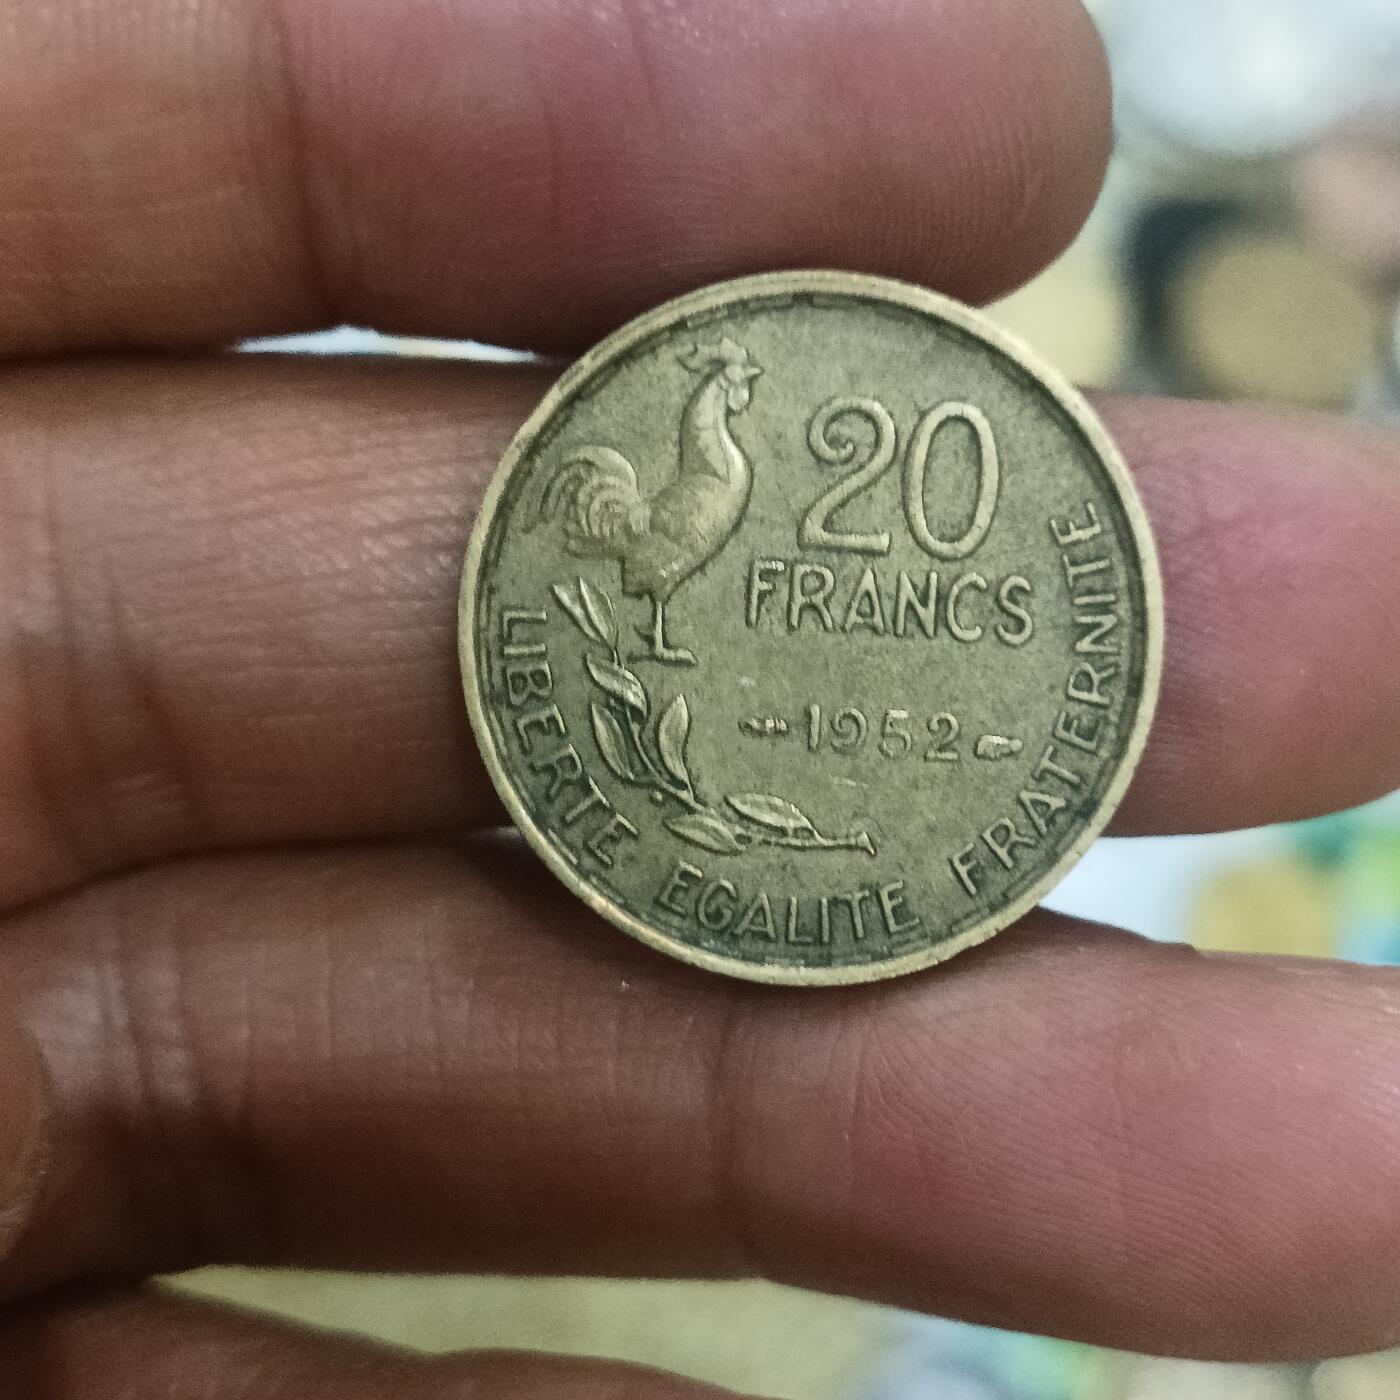 20
FRANCS
1952
LIBERTE EGALITE FRATERNITE